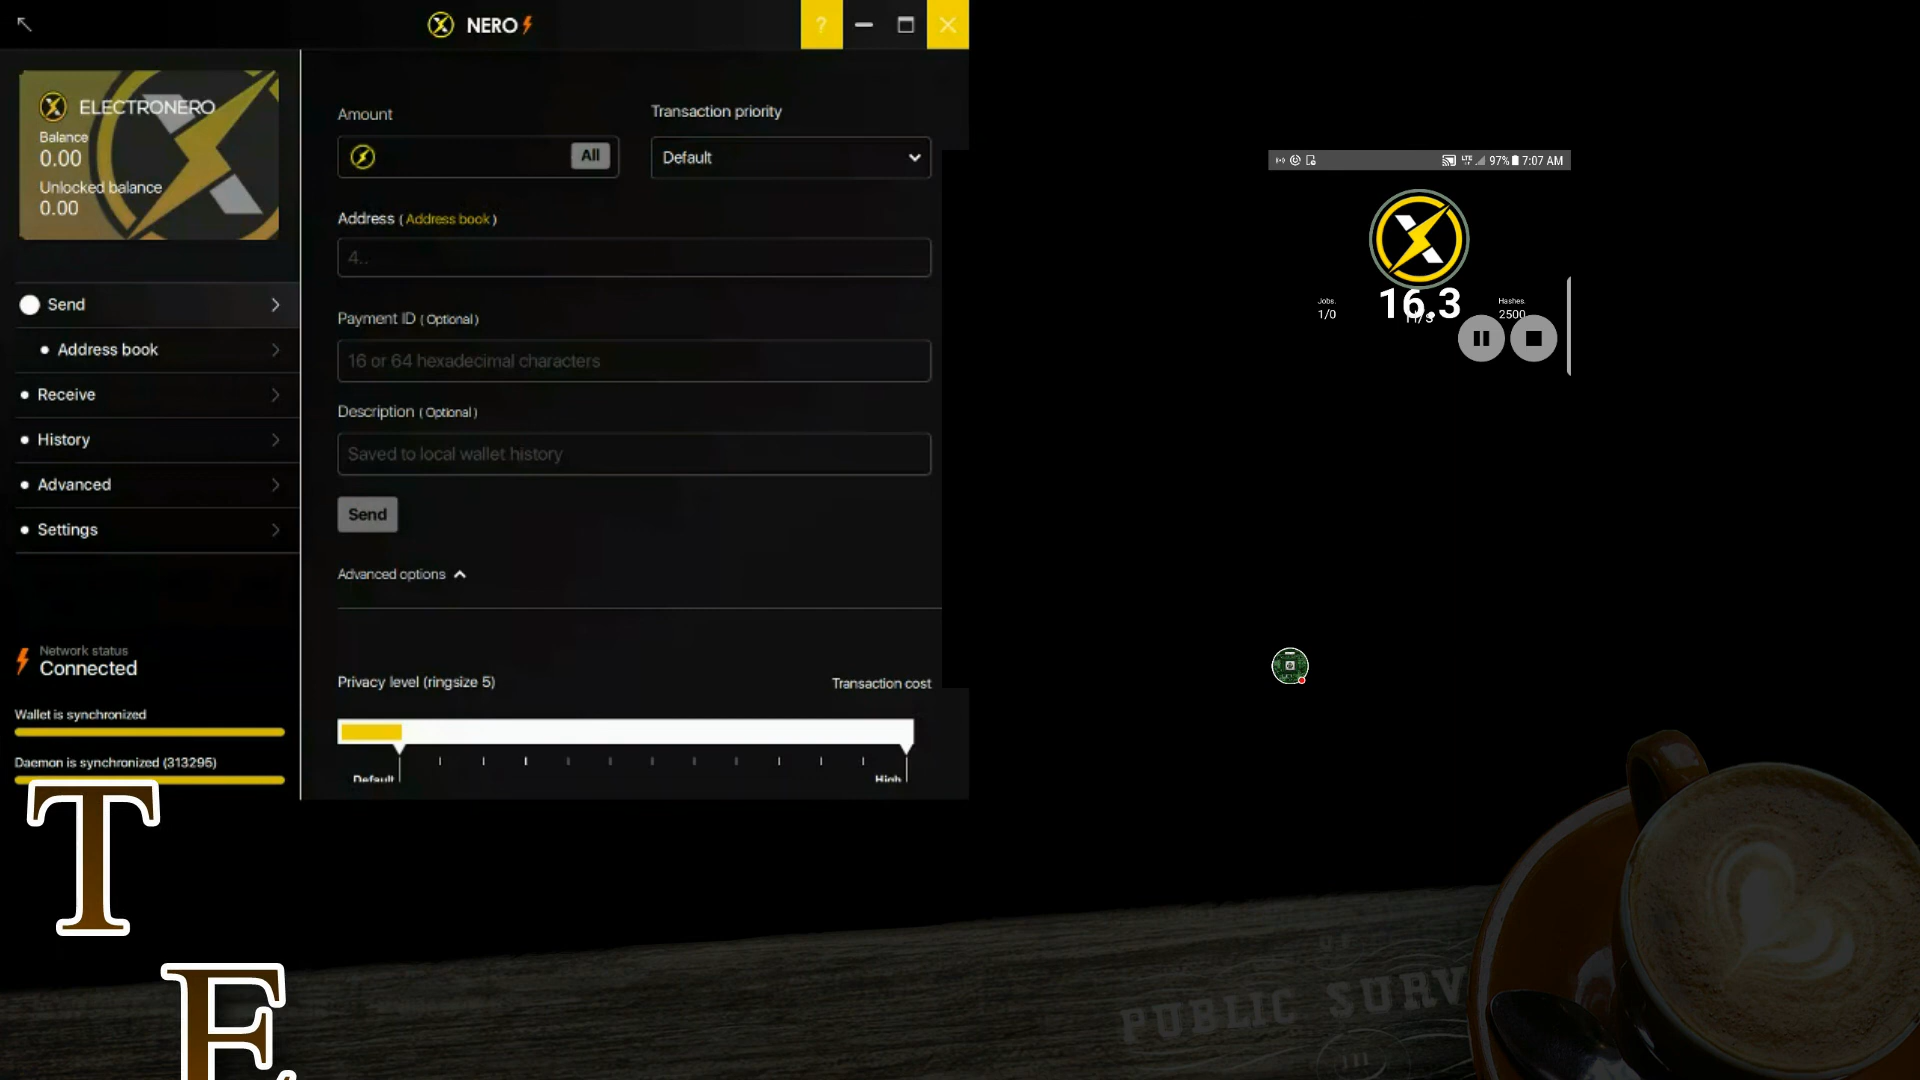 NERO
?
ELECTRONERO
Balance
0.00
Unlocked balance
0.00
Send
Address book
Receive
History
Advanced
Settings
Network status
Connected
Wallet is synchronized
Daemon is synchronized (313295)
Amount
All
Transaction priority
Default
Address ( Address book )
4..
Payment ID ( Optional )
16 or 64 hexadecimal characters
Description ( Optional )
Saved to local wallet history
Send
Advanced options
Privacy level (ringsize 5)
Transaction cost
Default
High
LTE 97% 7:07 AM
Jobs.
1/0
16.3
H/s
Hashes
2500
T
E
PUBLIC SURV